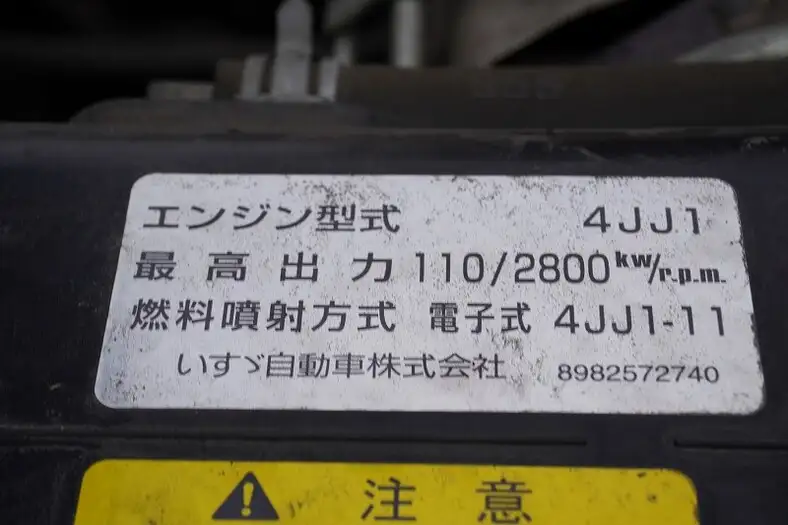 エンジン型式 4JJ1
最高出力 110/2800kw/r.p.m.
燃料噴射方式 電子式 4JJ1-11
いすゞ自動車株式会社 8982572740
注意